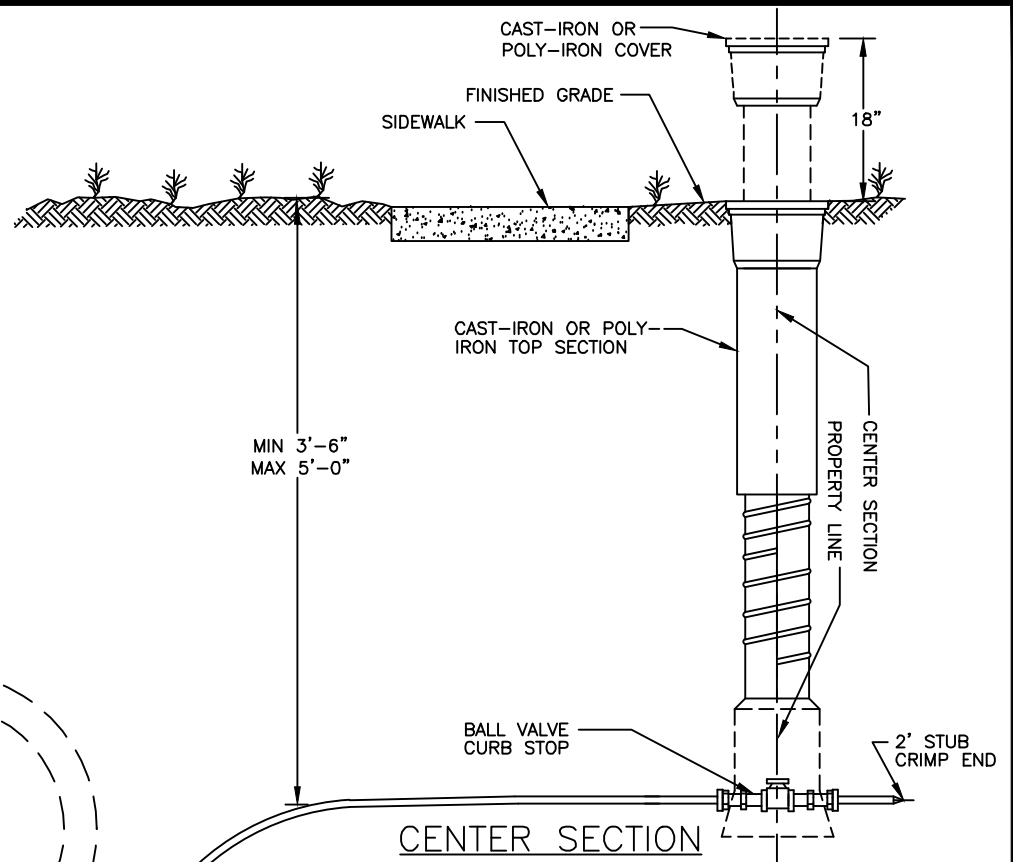 CAST-IRON OR
POLY-IRON COVER
FINISHED GRADE
18"
SIDEWALK
CAST-IRON OR POLY-
IRON TOP SECTION
MIN 3'-6"
MAX 5'-0"
CENTER SECTION
PROPERTY LINE
BALL VALVE
CURB STOP
2' STUB
CRIMP END
CENTER SECTION